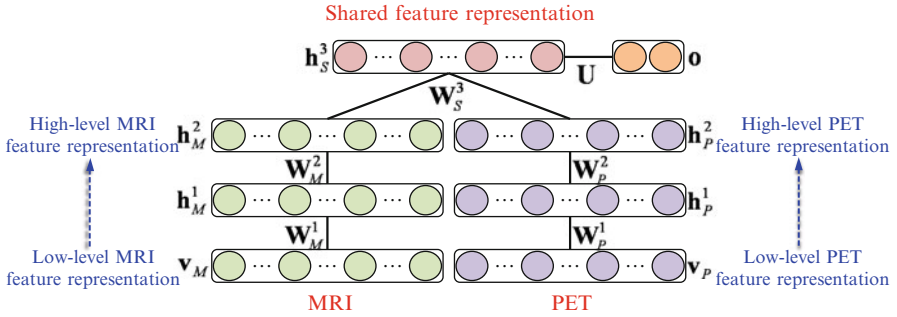 Shared feature representation
h³_S ··· ··· ··· U o
W³_S
High-level MRI
feature representation
h²_M ··· ··· ··· ··· ··· ··· h²_P
High-level PET
feature representation
W²_M W²_P
h¹_M ··· ··· ··· ··· ··· ··· h¹_P
W¹_M W¹_P
Low-level MRI
feature representation
v_M ··· ··· ··· ··· ··· ··· v_P
Low-level PET
feature representation
MRI PET